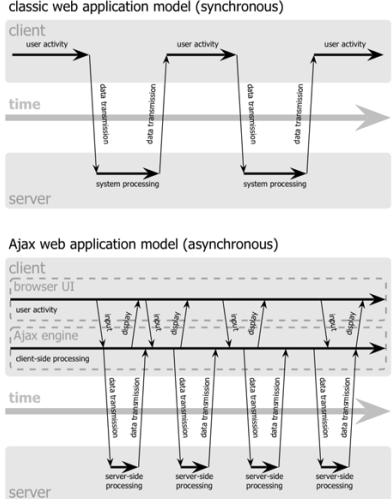 classic web application model (synchronous)
client
user activity
user activity
user activity
data transmission
data transmission
data transmission
data transmission
time
system processing
system processing
server
Ajax web application model (asynchronous)
client
browser UI
user activity
input
display
input
display
input
display
input
display
Ajax engine
client-side processing
data transmission
data transmission
data transmission
data transmission
data transmission
data transmission
data transmission
data transmission
time
server-side
processing
server-side
processing
server-side
processing
server-side
processing
server